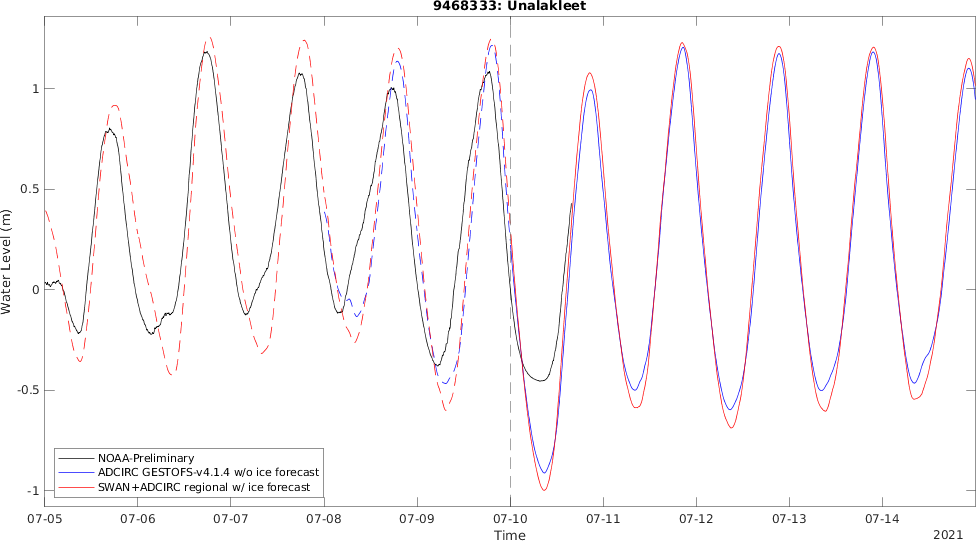 9468333: Unalakleet
Water Level (m)
1
0.5
0
-0.5
-1
NOAA-Preliminary
ADCIRC GESTOFS-v4.1.4 w/o ice forecast
SWAN+ADCIRC regional w/ ice forecast
07-05 07-06 07-07 07-08 07-09 07-10 07-11 07-12 07-13 07-14
Time
2021